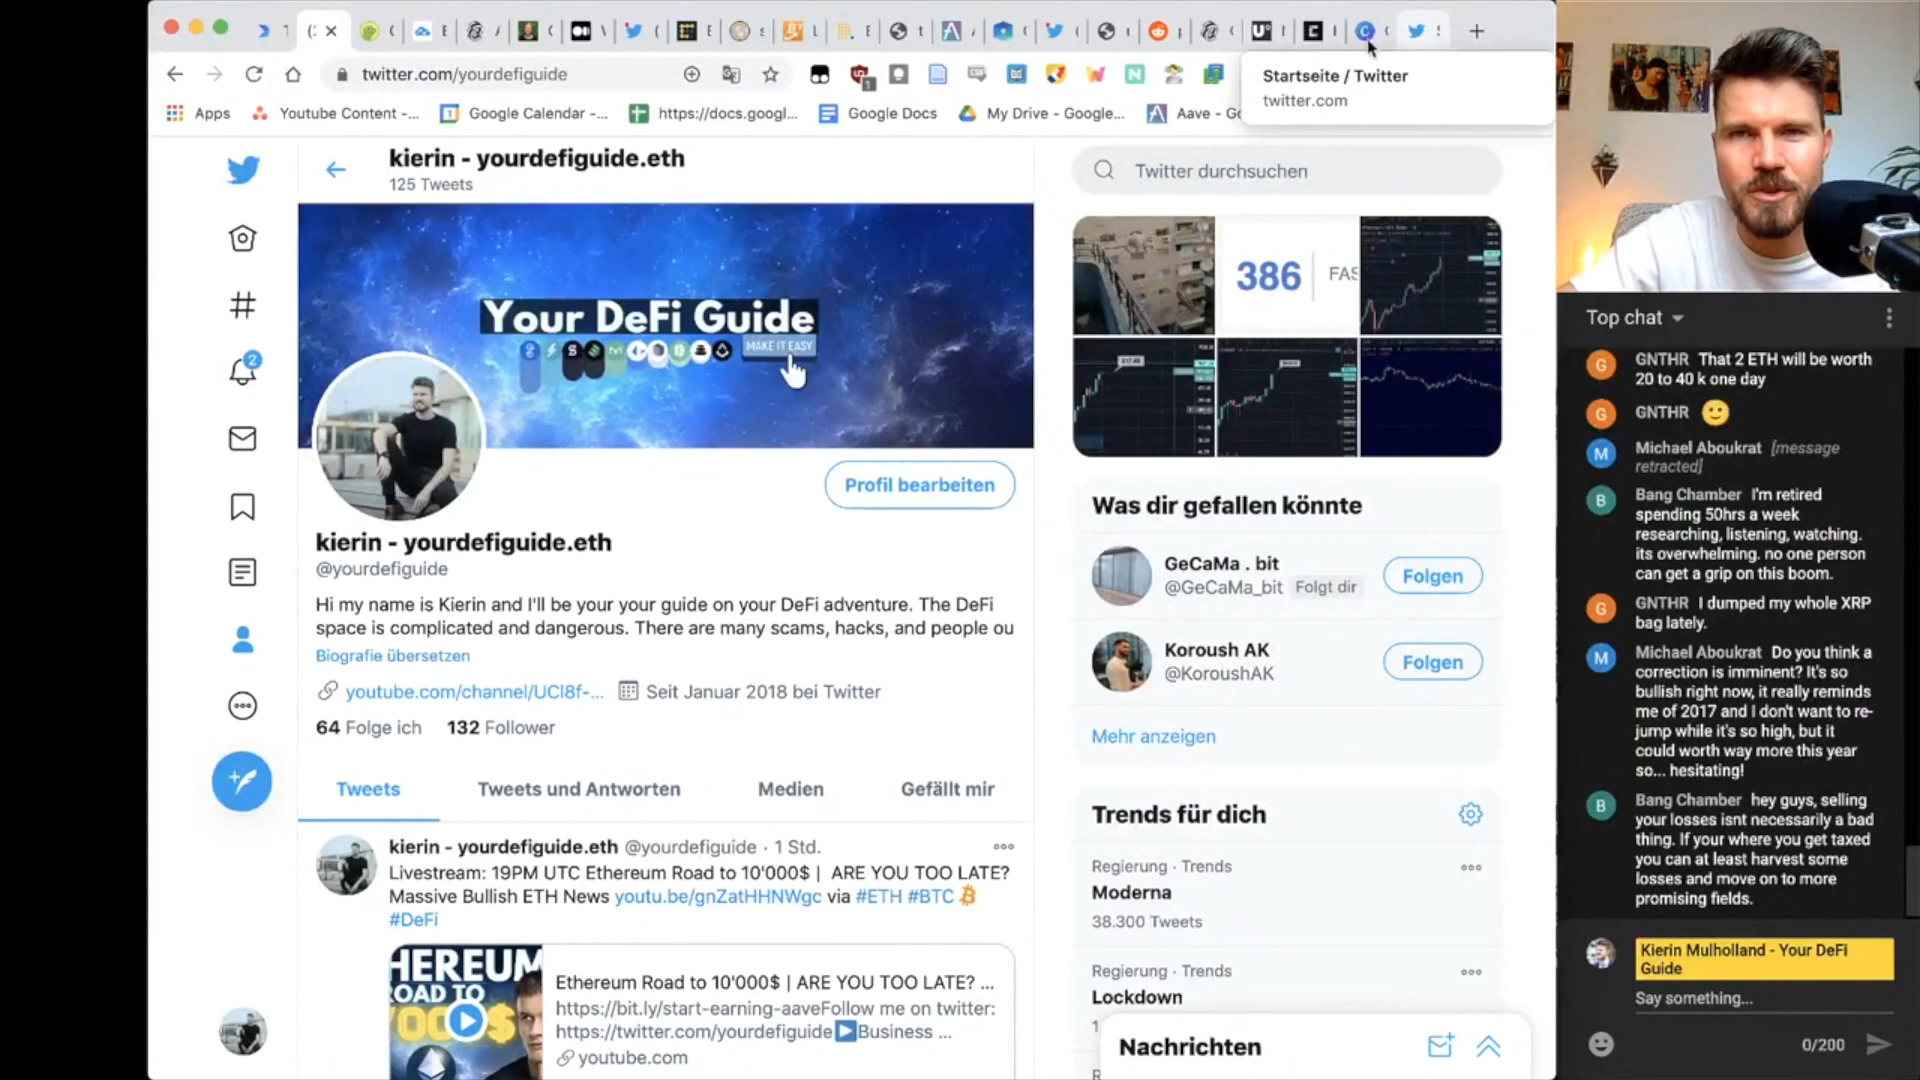 twitter.com/yourdefiguide
Startseite / Twitter
twitter.com
Apps
Youtube Content -...
Google Calendar -...
https://docs.googl...
Google Docs
My Drive - Google...
Aave - Go
kierin - yourdefiguide.eth
125 Tweets
Twitter durchsuchen
Your DeFi Guide
MAKE IT EASY
386
FAS
2
Profil bearbeiten
kierin - yourdefiguide.eth
@yourdefiguide
Hi my name is Kierin and I'll be your your guide on your DeFi adventure. The DeFi
space is complicated and dangerous. There are many scams, hacks, and people ou
Biografie übersetzen
youtube.com/channel/UCl8f-...
Seit Januar 2018 bei Twitter
64 Folge ich
132 Follower
Tweets
Tweets und Antworten
Medien
Gefällt mir
kierin - yourdefiguide.eth @yourdefiguide · 1 Std.
Livestream: 19PM UTC Ethereum Road to 10'000$ | ARE YOU TOO LATE?
Massive Bullish ETH News youtu.be/gnZatHHNWgc via #ETH #BTC
#DeFi
HEREUM
ROAD TO
Ethereum Road to 10'000$ | ARE YOU TOO LATE? ...
https://bit.ly/start-earning-aaveFollow me on twitter:
https://twitter.com/yourdefiguide▶Business ...
youtube.com
Was dir gefallen könnte
GeCaMa . bit
@GeCaMa_bit Folgt dir
Folgen
Koroush AK
@KoroushAK
Folgen
Mehr anzeigen
Trends für dich
Regierung · Trends
Moderna
38.300 Tweets
Regierung · Trends
Lockdown
Nachrichten
Top chat
GNTHR That 2 ETH will be worth
20 to 40 k one day
GNTHR 🙂
Michael Aboukrat [message
retracted]
Bang Chamber I'm retired
spending 50hrs a week
researching, listening, watching.
its overwhelming. no one person
can get a grip on this boom.
GNTHR I dumped my whole XRP
bag lately.
Michael Aboukrat Do you think a
correction is imminent? It's so
bullish right now, it really reminds
me of 2017 and I don't want to re-
jump while it's so high, but it
could worth way more this year
so... hesitating!
Bang Chamber hey guys, selling
your losses isnt necessarily a bad
thing. If your where you get taxed
you can at least harvest some
losses and move on to more
promising fields.
Kierin Mulholland - Your DeFi
Guide
Say something...
0/200